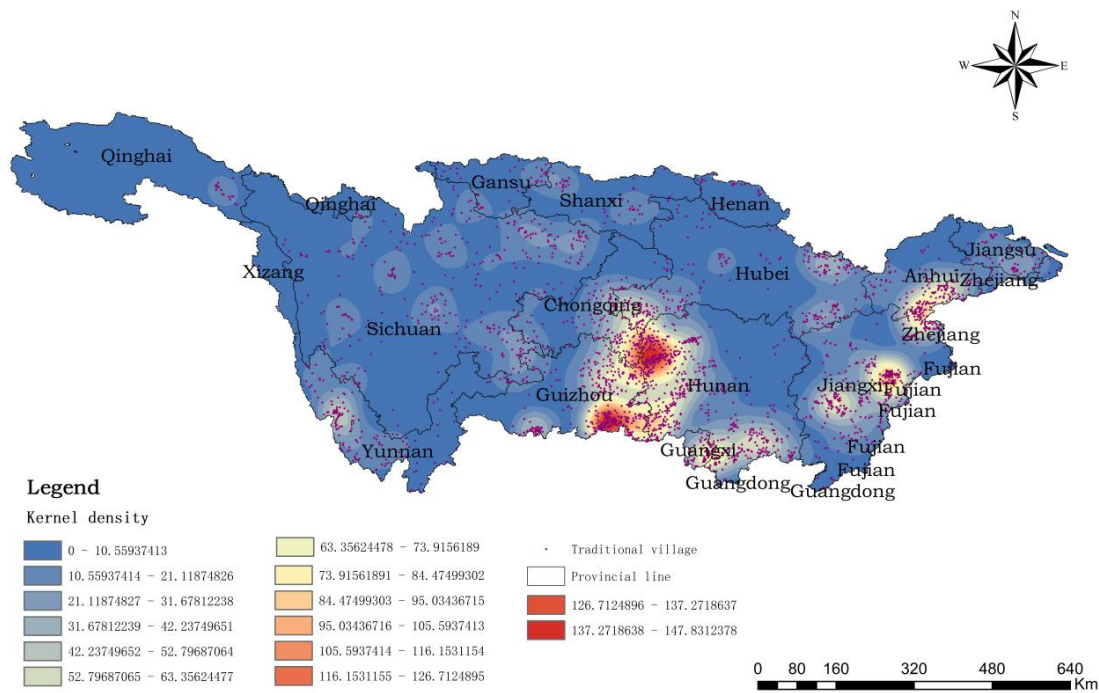 N
W E
S
Qinghai
Gansu
Qinghai
Shanxi
Henan
Jiangsu
Xizang
Hubei
Anhui
Zhejiang
Chongqing
Sichuan
Zhejiang
Fujian
Hunan
Jiangxi
Fujian
Guizhou
Fujian
Yunnan
Guangxi
Fujian
Fujian
Guangdong
Guangdong
Legend
Kernel density
0 - 10.55937413
10.55937414 - 21.11874826
21.11874827 - 31.67812238
31.67812239 - 42.23749651
42.23749652 - 52.79687064
52.79687065 - 63.35624477
63.35624478 - 73.9156189
73.91561891 - 84.47499302
84.47499303 - 95.03436715
95.03436716 - 105.5937413
105.5937414 - 116.1531154
116.1531155 - 126.7124895
Traditional village
Provincial line
126.7124896 - 137.2718637
137.2718638 - 147.8312378
0 80 160 320 480 640
Km